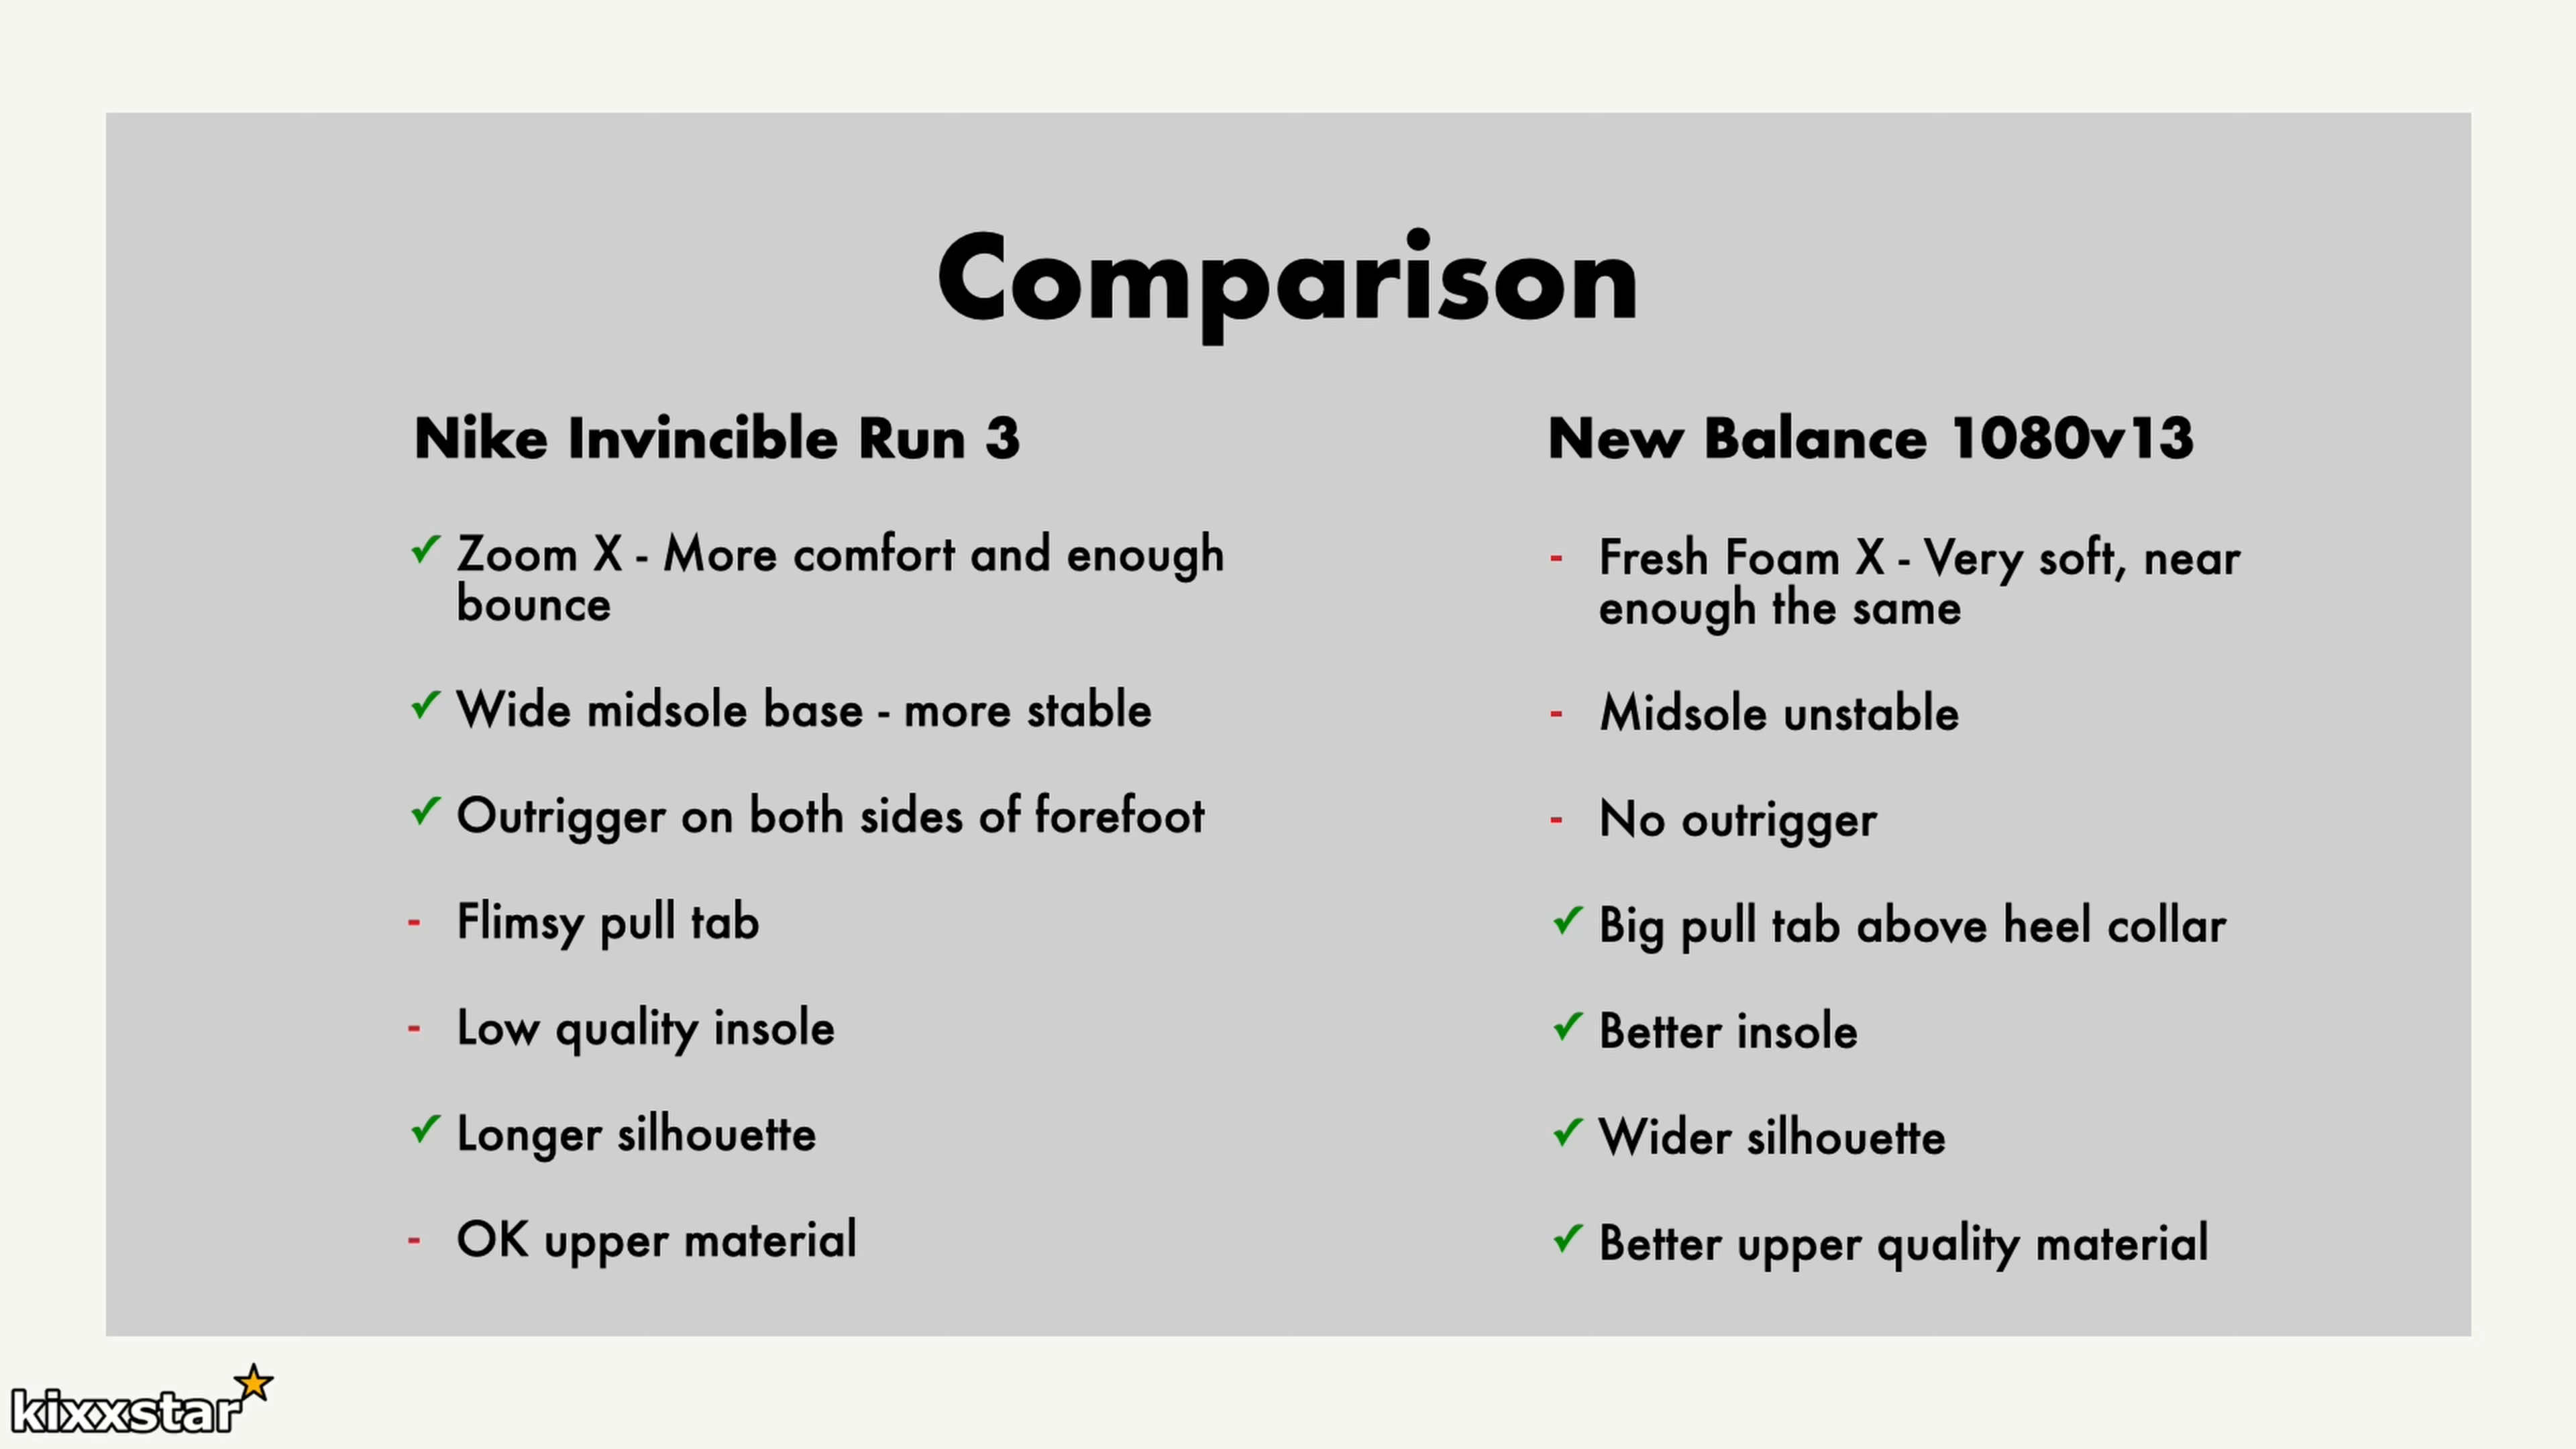 Comparison
Nike Invincible Run 3
✓ Zoom X - More comfort and enough
bounce
✓ Wide midsole base - more stable
✓ Outrigger on both sides of forefoot
- Flimsy pull tab
- Low quality insole
✓ Longer silhouette
- OK upper material
New Balance 1080v13
- Fresh Foam X - Very soft, near
enough the same
- Midsole unstable
- No outrigger
✓ Big pull tab above heel collar
✓ Better insole
✓ Wider silhouette
✓ Better upper quality material
kixxstar